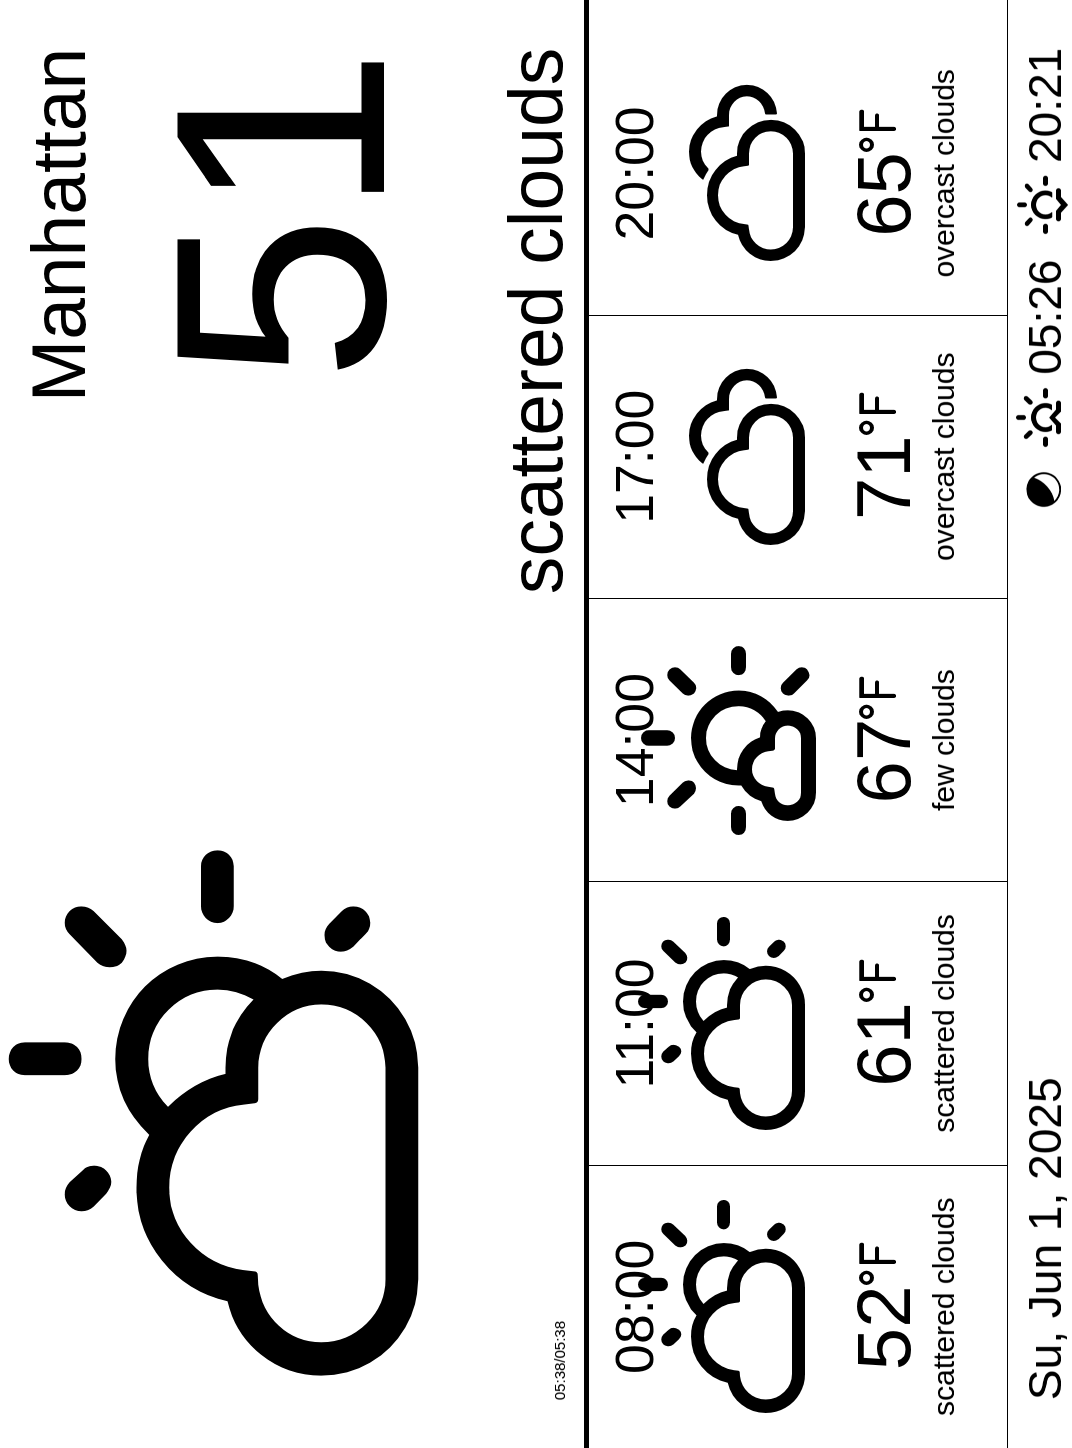 Manhattan
51
scattered clouds
05:38/05:38
08:00
52°F
scattered clouds
11:00
61°F
scattered clouds
14:00
67°F
few clouds
17:00
71°F
overcast clouds
20:00
65°F
overcast clouds
Su, Jun 1, 2025
05:26 20:21